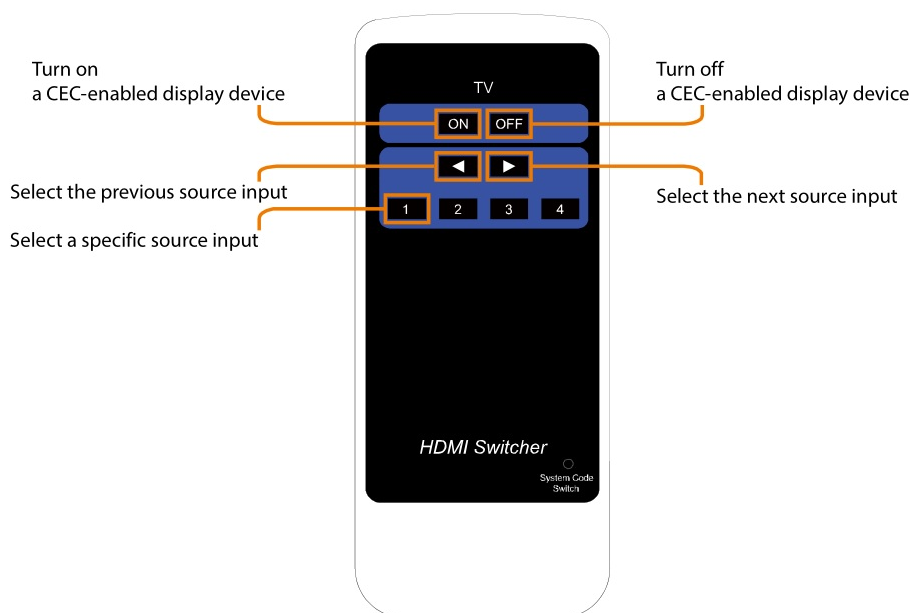 Turn on
a CEC-enabled display device
Turn off
a CEC-enabled display device
TV
ON OFF
◀ ▶
Select the previous source input
Select the next source input
1 2 3 4
Select a specific source input
HDMI Switcher
System Code
Switch